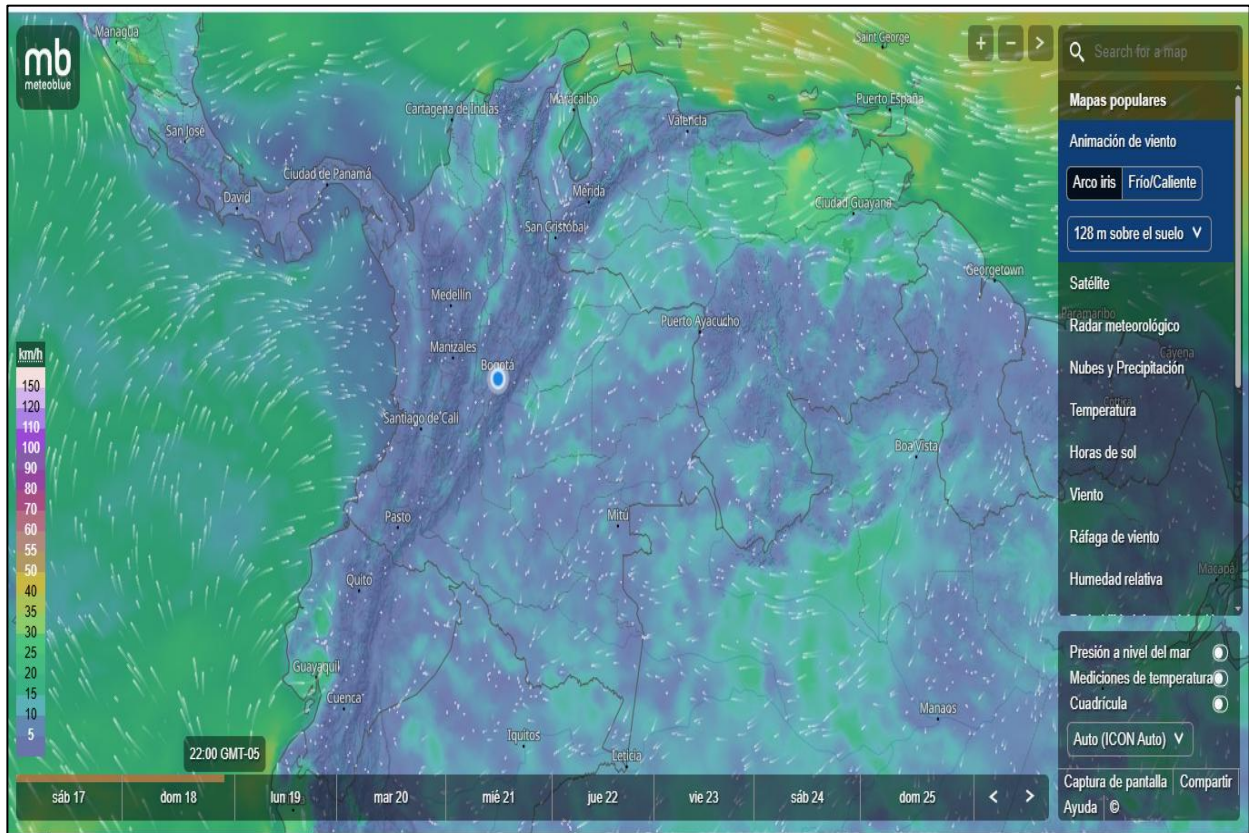 mb
meteoblue
Managua
San José
David
Ciudad de Panamá
Cartagena de Indias
Maracaibo
Valencia
Saint George
Puerto España
Mérida
San Cristóbal
Ciudad Guayana
Georgetown
Paramaribo
Cayena
Medellín
Manizales
Bogotá
Puerto Ayacucho
Santiago de Cali
Boa Vista
Pasto
Mitú
Quito
Macapá
Guayaquil
Cuenca
Iquitos
Leticia
Manaos
km/h
150
120
110
100
90
80
70
60
55
50
40
35
30
25
20
15
10
5
22:00 GMT-05
sáb 17
dom 18
lun 19
mar 20
mié 21
jue 22
vie 23
sáb 24
dom 25
< >
+ - >
Search for a map
Mapas populares
Animación de viento
Arco iris Frío/Caliente
128 m sobre el suelo
Satélite
Radar meteorológico
Nubes y Precipitación
Temperatura
Horas de sol
Viento
Ráfaga de viento
Humedad relativa
Presión a nivel del mar
Mediciones de temperatura
Cuadrícula
Auto (ICON Auto)
Captura de pantalla Compartir
Ayuda ©